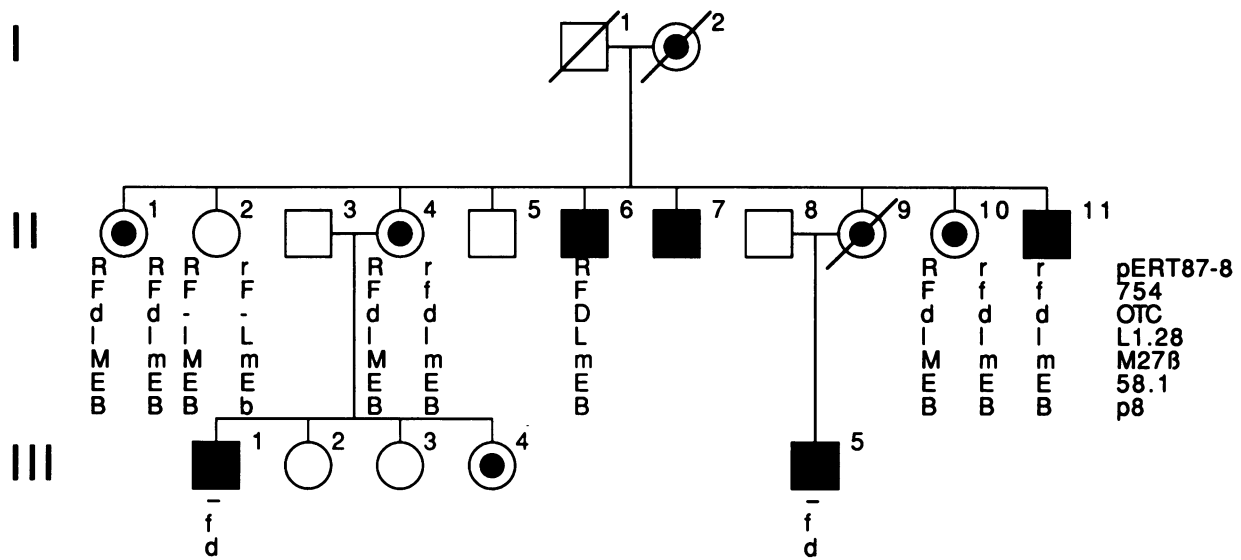 I 1 2
II 1 2 3 4 5 6 7 8 9 10 11
R R R r R r R R r r pERT87-8
F F F F F f F F f f 754
d d - - d d D d d d OTC
l l l L l l L l l l L1.28
M m M m M m m M m m M27β
E E E E E E E E E E 58.1
B B B b B B B B B B p8
III 1 2 3 4 5
– –
f f
d d